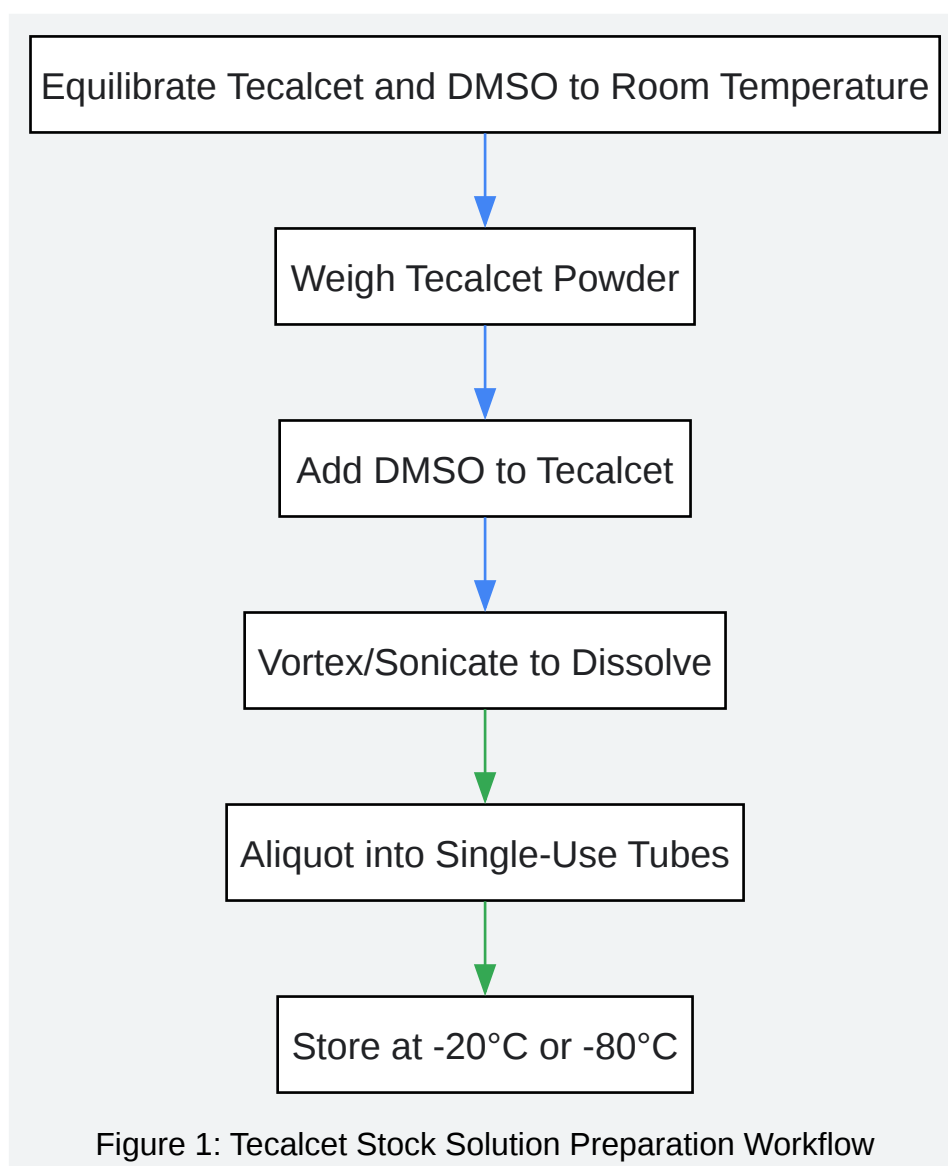 Equilibrate Tecalcet and DMSO to Room Temperature
Weigh Tecalcet Powder
Add DMSO to Tecalcet
Vortex/Sonicate to Dissolve
Aliquot into Single-Use Tubes
Store at -20°C or -80°C
Figure 1: Tecalcet Stock Solution Preparation Workflow